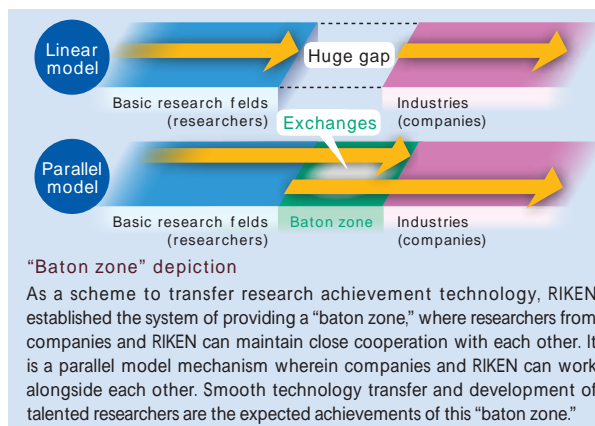 Linear
model
Huge gap
Basic research fields
(researchers)
Industries
(companies)
Exchanges
Parallel
model
Basic research fields
(researchers)
Baton zone
Industries
(companies)
“Baton zone” depiction
As a scheme to transfer research achievement technology, RIKEN
established the system of providing a “baton zone,” where researchers from
companies and RIKEN can maintain close cooperation with each other. It
is a parallel model mechanism wherein companies and RIKEN can work
alongside each other. Smooth technology transfer and development of
talented researchers are the expected achievements of this “baton zone.”